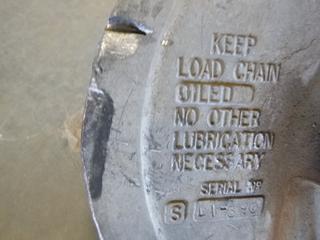 KEEP
LOAD CHAIN
OILED
NO OTHER
LUBRICATION
NECESSARY
SERIAL Nº
S